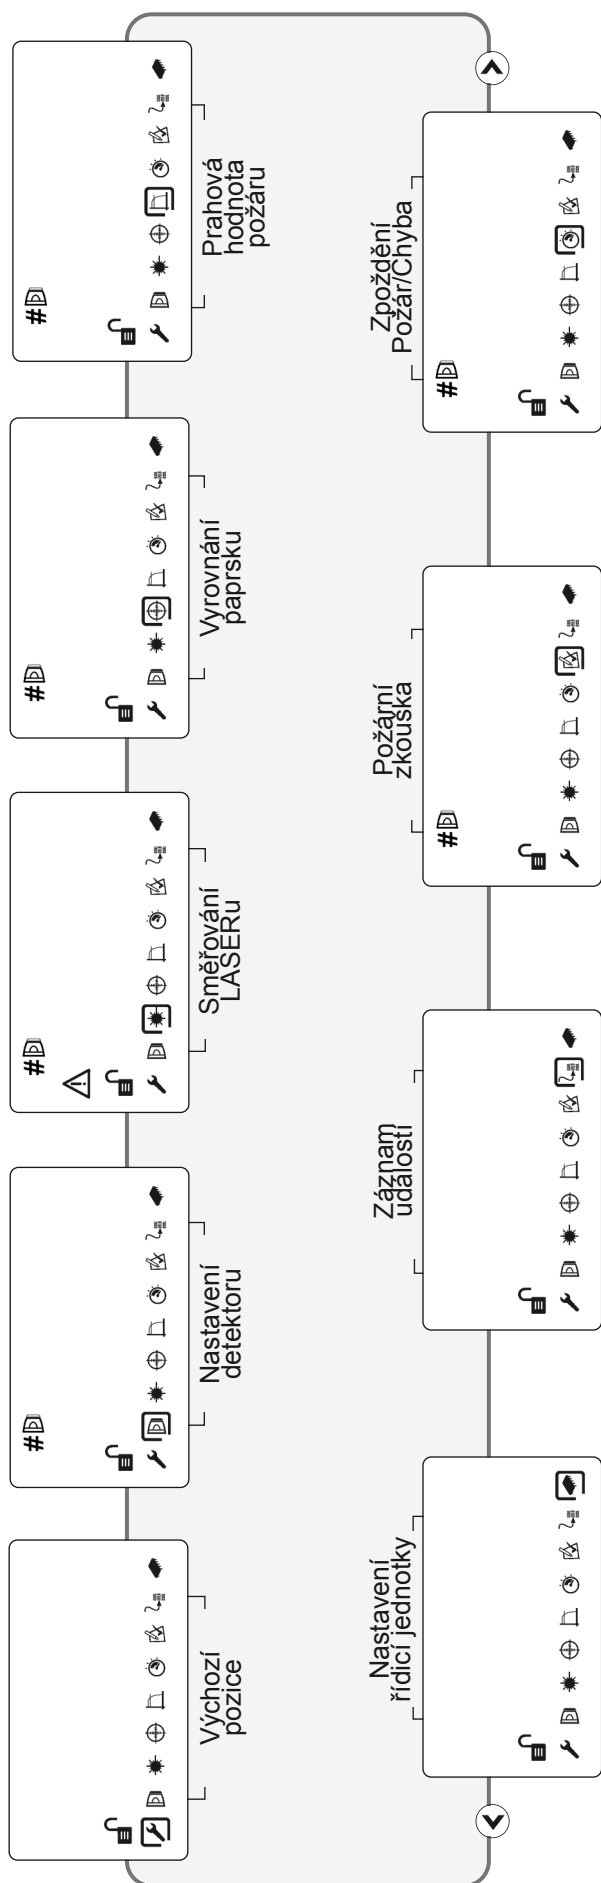 Výchozí
pozice
Nastavení
detektoru
#
Směřování
LASERu
#
Vyrovnání
paprsku
#
Prahová
hodnota
požáru
#
Nastavení
řídicí jednotky
Záznam
událostí
Požární
zkouška
#
Zpoždění
Požár/Chyba
#